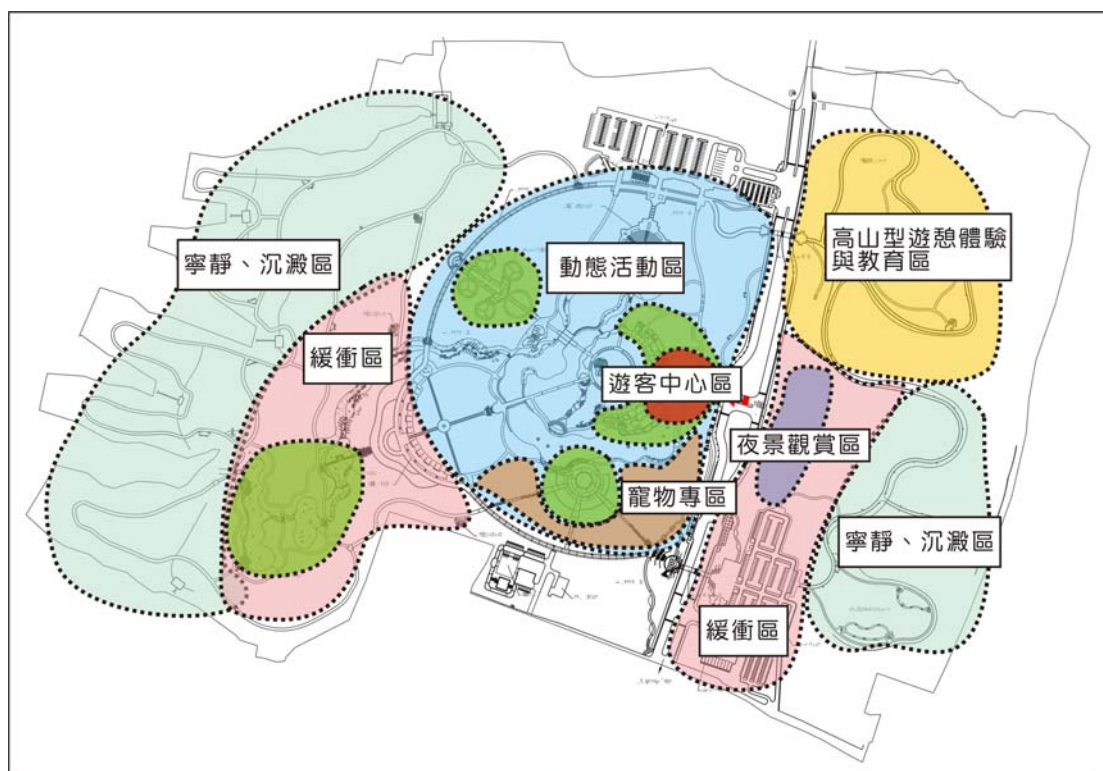 寧靜、沉澱區
動態活動區
高山型遊憩體驗
與教育區
緩衝區
遊客中心區
夜景觀賞區
寵物專區
寧靜、沉澱區
緩衝區